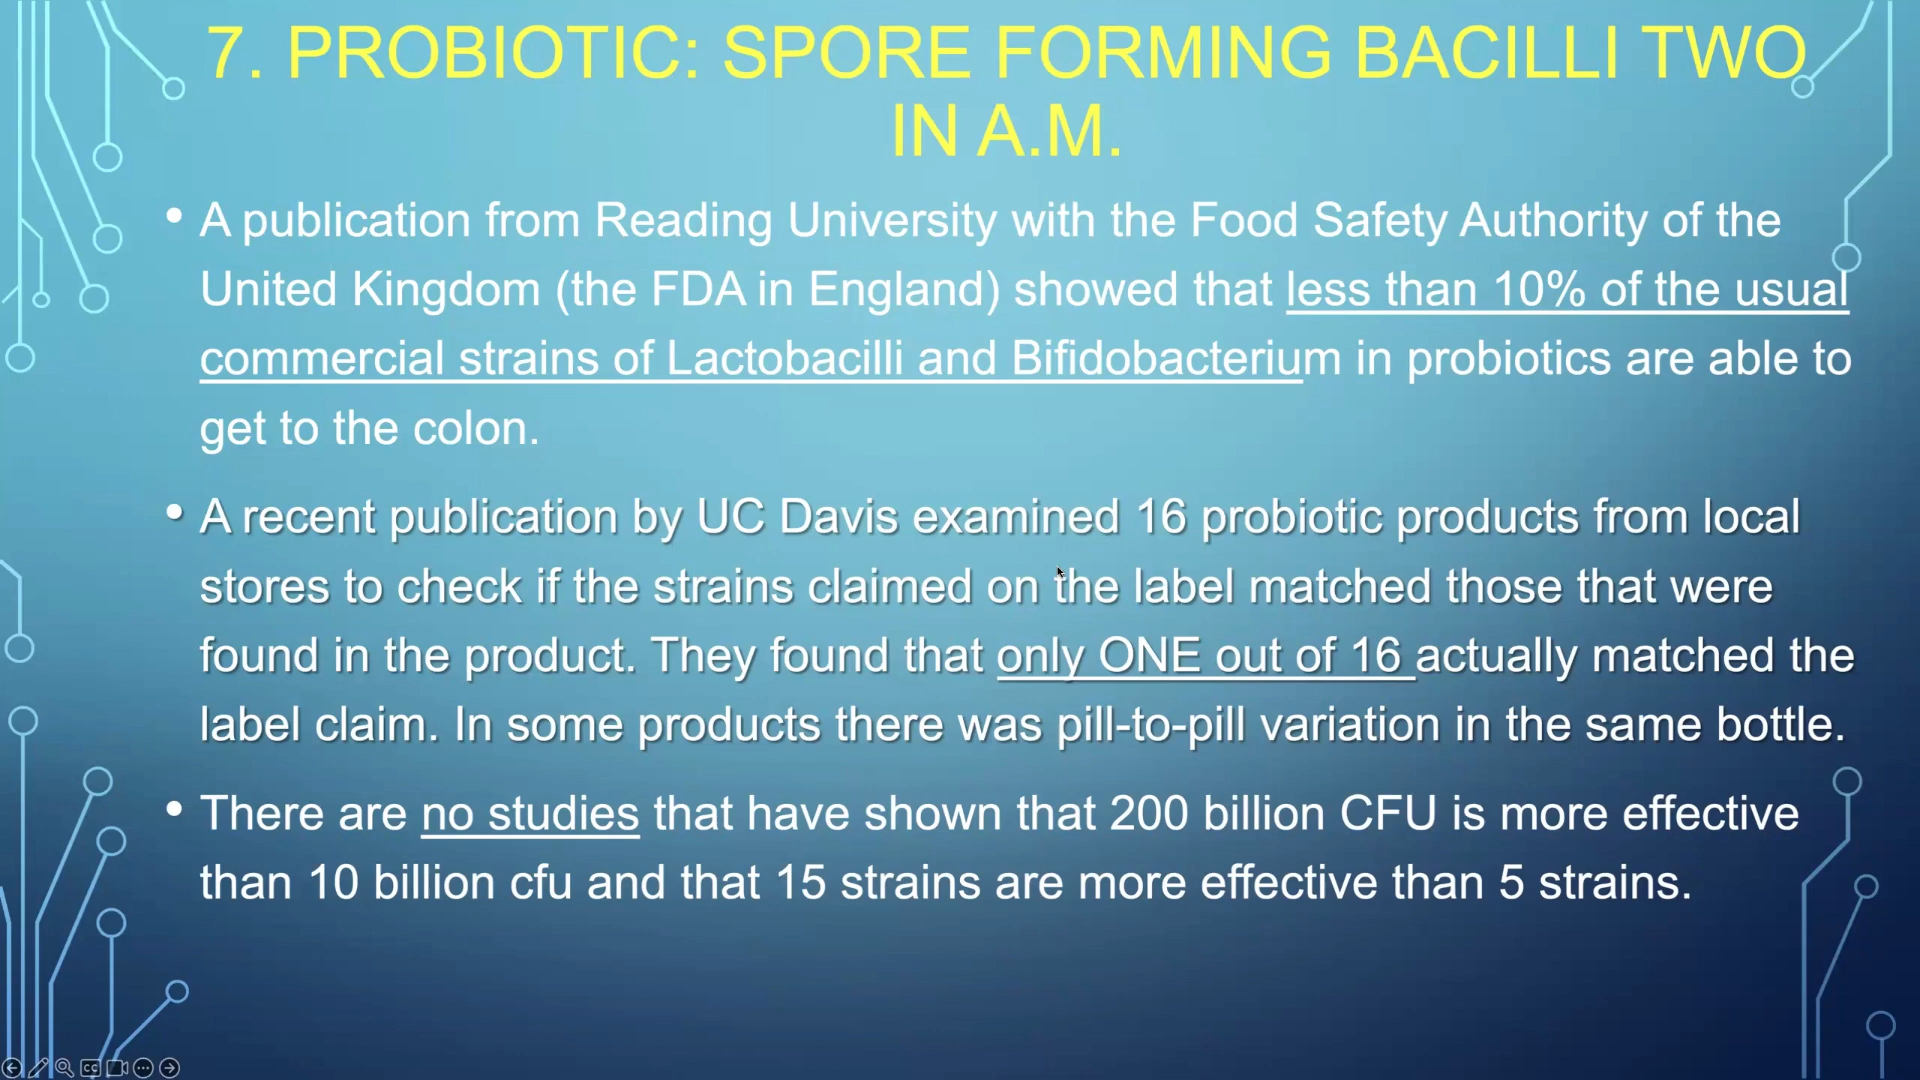 7. PROBIOTIC: SPORE FORMING BACILLI TWO
IN A.M.
• A publication from Reading University with the Food Safety Authority of the
United Kingdom (the FDA in England) showed that less than 10% of the usual
commercial strains of Lactobacilli and Bifidobacterium in probiotics are able to
get to the colon.
• A recent publication by UC Davis examined 16 probiotic products from local
stores to check if the strains claimed on the label matched those that were
found in the product. They found that only ONE out of 16 actually matched the
label claim. In some products there was pill-to-pill variation in the same bottle.
• There are no studies that have shown that 200 billion CFU is more effective
than 10 billion cfu and that 15 strains are more effective than 5 strains.
CC